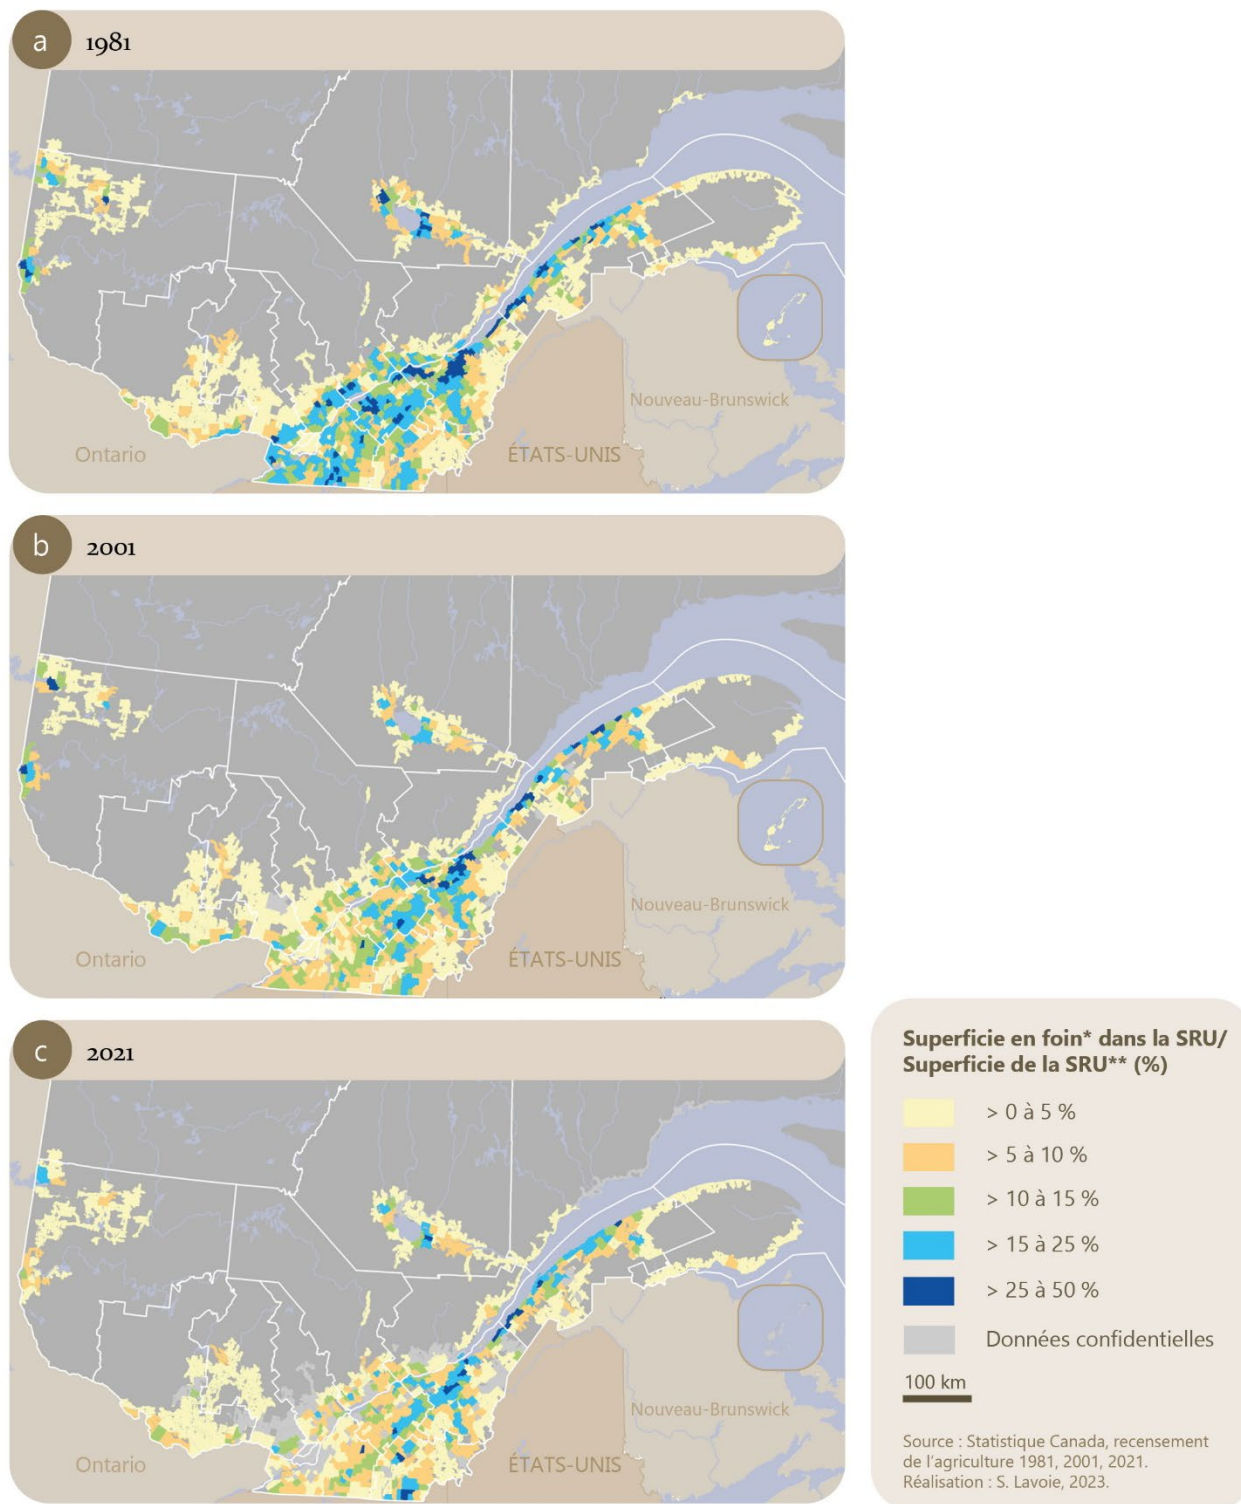 a
1981
Nouveau-Brunswick
Ontario
ÉTATS-UNIS
b
2001
Nouveau-Brunswick
Ontario
ÉTATS-UNIS
c
2021
Nouveau-Brunswick
Ontario
ÉTATS-UNIS
Superficie en foin* dans la SRU/
Superficie de la SRU** (%)
> 0 à 5 %
> 5 à 10 %
> 10 à 15 %
> 15 à 25 %
> 25 à 50 %
Données confidentielles
100 km
Source : Statistique Canada, recensement
de l'agriculture 1981, 2001, 2021.
Réalisation : S. Lavoie, 2023.